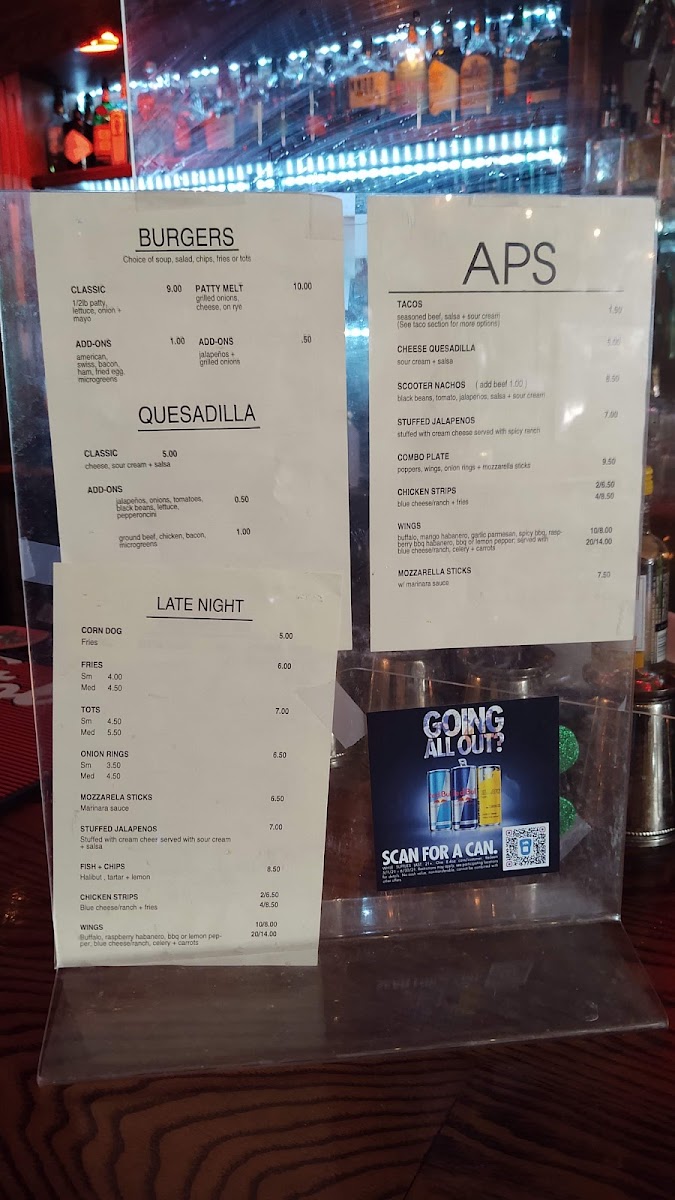 BURGERS
Choice of soup, salad, chips, fries or tots
CLASSIC 9.00
1/2lb patty,
lettuce, onion +
mayo
PATTY MELT 10.00
grilled onions,
cheese, on rye
ADD-ONS 1.00
american,
swiss, bacon,
ham, fried egg,
microgreens
ADD-ONS .50
jalapeños +
grilled onions
QUESADILLA
CLASSIC 5.00
cheese, sour cream + salsa
ADD-ONS
jalapeños, onions, tomatoes, 0.50
black beans, lettuce,
pepperoncini
ground beef, chicken, bacon, 1.00
microgreens
LATE NIGHT
CORN DOG 5.00
Fries
FRIES 6.00
Sm 4.00
Med 4.50
TOTS 7.00
Sm 4.50
Med 5.50
ONION RINGS 6.50
Sm 3.50
Med 4.50
MOZZARELA STICKS 6.50
Marinara sauce
STUFFED JALAPENOS 7.00
Stuffed with cream cheer served with sour cream
+ salsa
FISH + CHIPS 8.50
Halibut , tartar + lemon
CHICKEN STRIPS 2/6.50
Blue cheese/ranch + fries 4/8.50
WINGS 10/8.00
Buffalo, raspberry habanero, bbq or lemon pep- 20/14.00
per, blue cheese/ranch, celery + carrots
APS
TACOS 1.50
seasoned beef, salsa + sour cream
(See taco section for more options)
CHEESE QUESADILLA
sour cream + salsa
SCOOTER NACHOS ( add beef 1.00 ) 8.50
black beans, tomato, jalapeños, salsa + sour cream
STUFFED JALAPENOS 7.00
stuffed with cream cheese served with spicy ranch
COMBO PLATE 9.50
poppers, wings, onion rings + mozzarella sticks
CHICKEN STRIPS 2/6.50
blue cheese/ranch + fries 4/8.50
WINGS 10/8.00
buffalo, mango habanero, garlic parmesan, spicy bbq, rasp-
berry bbq habanero, bbq or lemon pepper; served with 20/14.00
blue cheese/ranch, celery + carrots
MOZZARELLA STICKS 7.50
w/ marinara sauce
GOING
ALL OUT?
SCAN FOR A CAN.